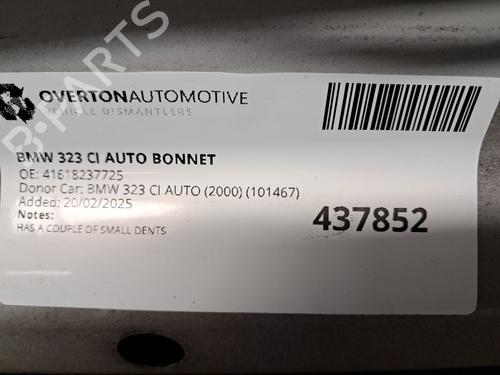 OVERTONAUTOMOTIVE
VEHICLE DISMANTLERS
BMW 323 CI AUTO BONNET
OE: 41618237725
Donor Car: BMW 323 CI AUTO (2000) (101467)
Added: 20/02/2025
Notes:
HAS A COUPLE OF SMALL DENTS
437852
B-PARTS